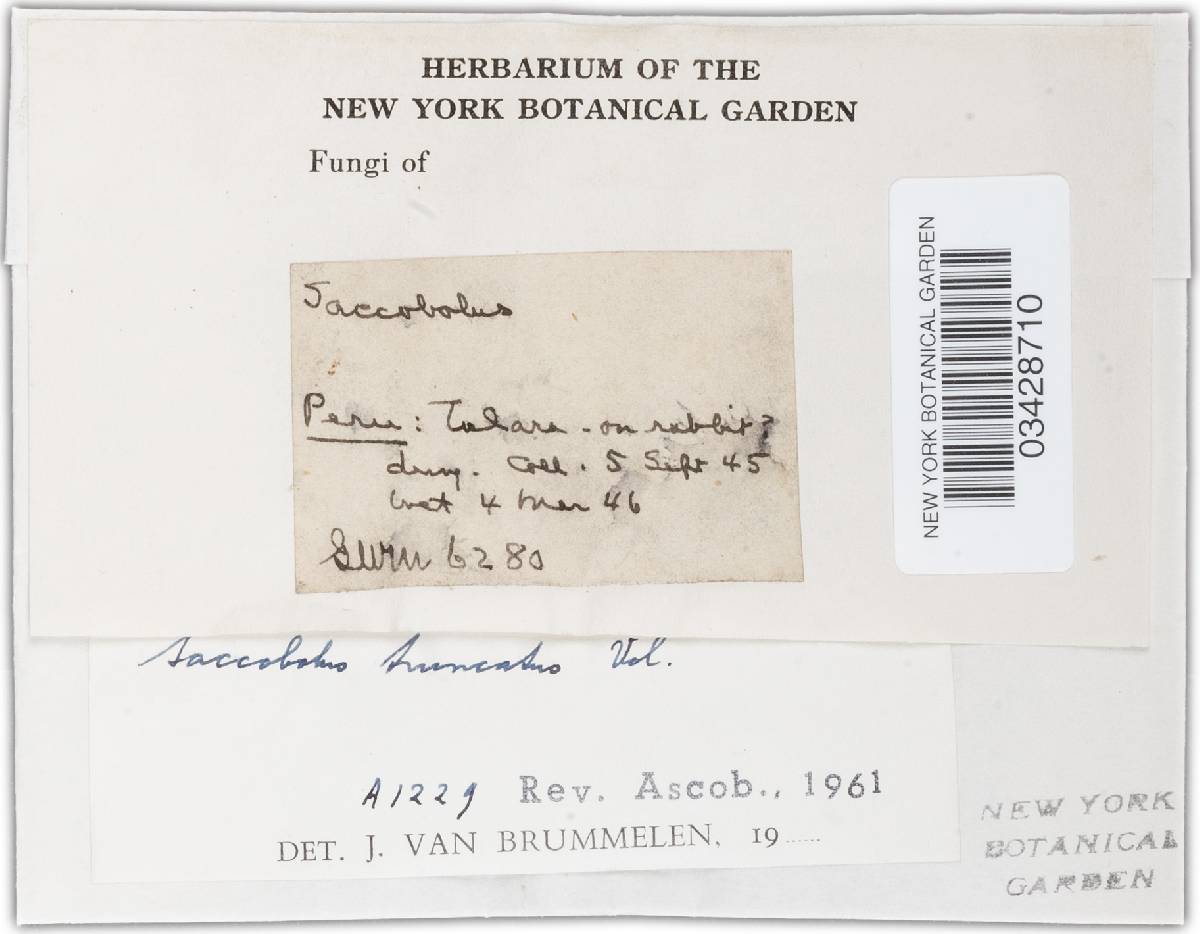 HERBARIUM OF THE
NEW YORK BOTANICAL GARDEN
Fungi of
Saccobolus
Peru: Talara - on rabbit?
dung. Coll. 5 Sept 45
wet 4 Mar 46
GWM 6280
NEW YORK BOTANICAL GARDEN
03428710
Saccobolus truncatus Vel.
A1229 Rev. Ascob., 1961
DET. J. VAN BRUMMELEN, 19......
NEW YORK
BOTANICAL
GARDEN